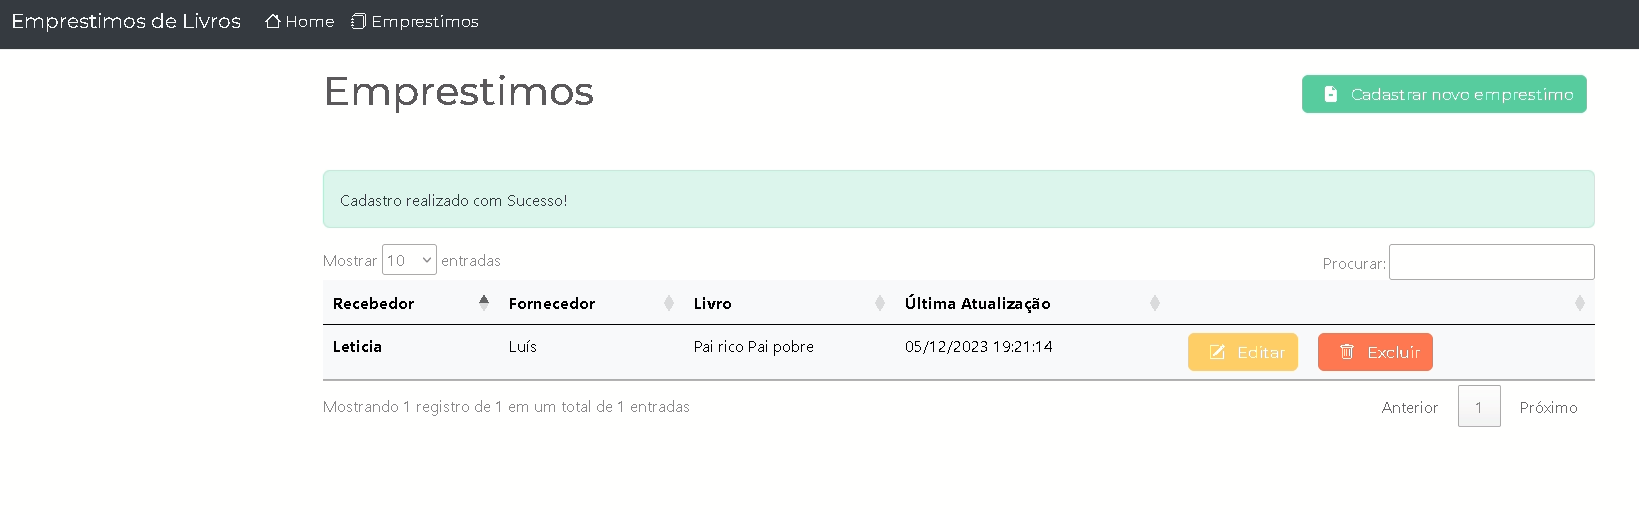 Emprestimos de Livros Home Emprestimos
Emprestimos
Cadastrar novo emprestimo
Cadastro realizado com Sucesso!
Mostrar 10 entradas
Procurar:
Recebedor Fornecedor Livro Última Atualização
Leticia Luís Pai rico Pai pobre 05/12/2023 19:21:14 Editar Excluir
Mostrando 1 registro de 1 em um total de 1 entradas
Anterior 1 Próximo